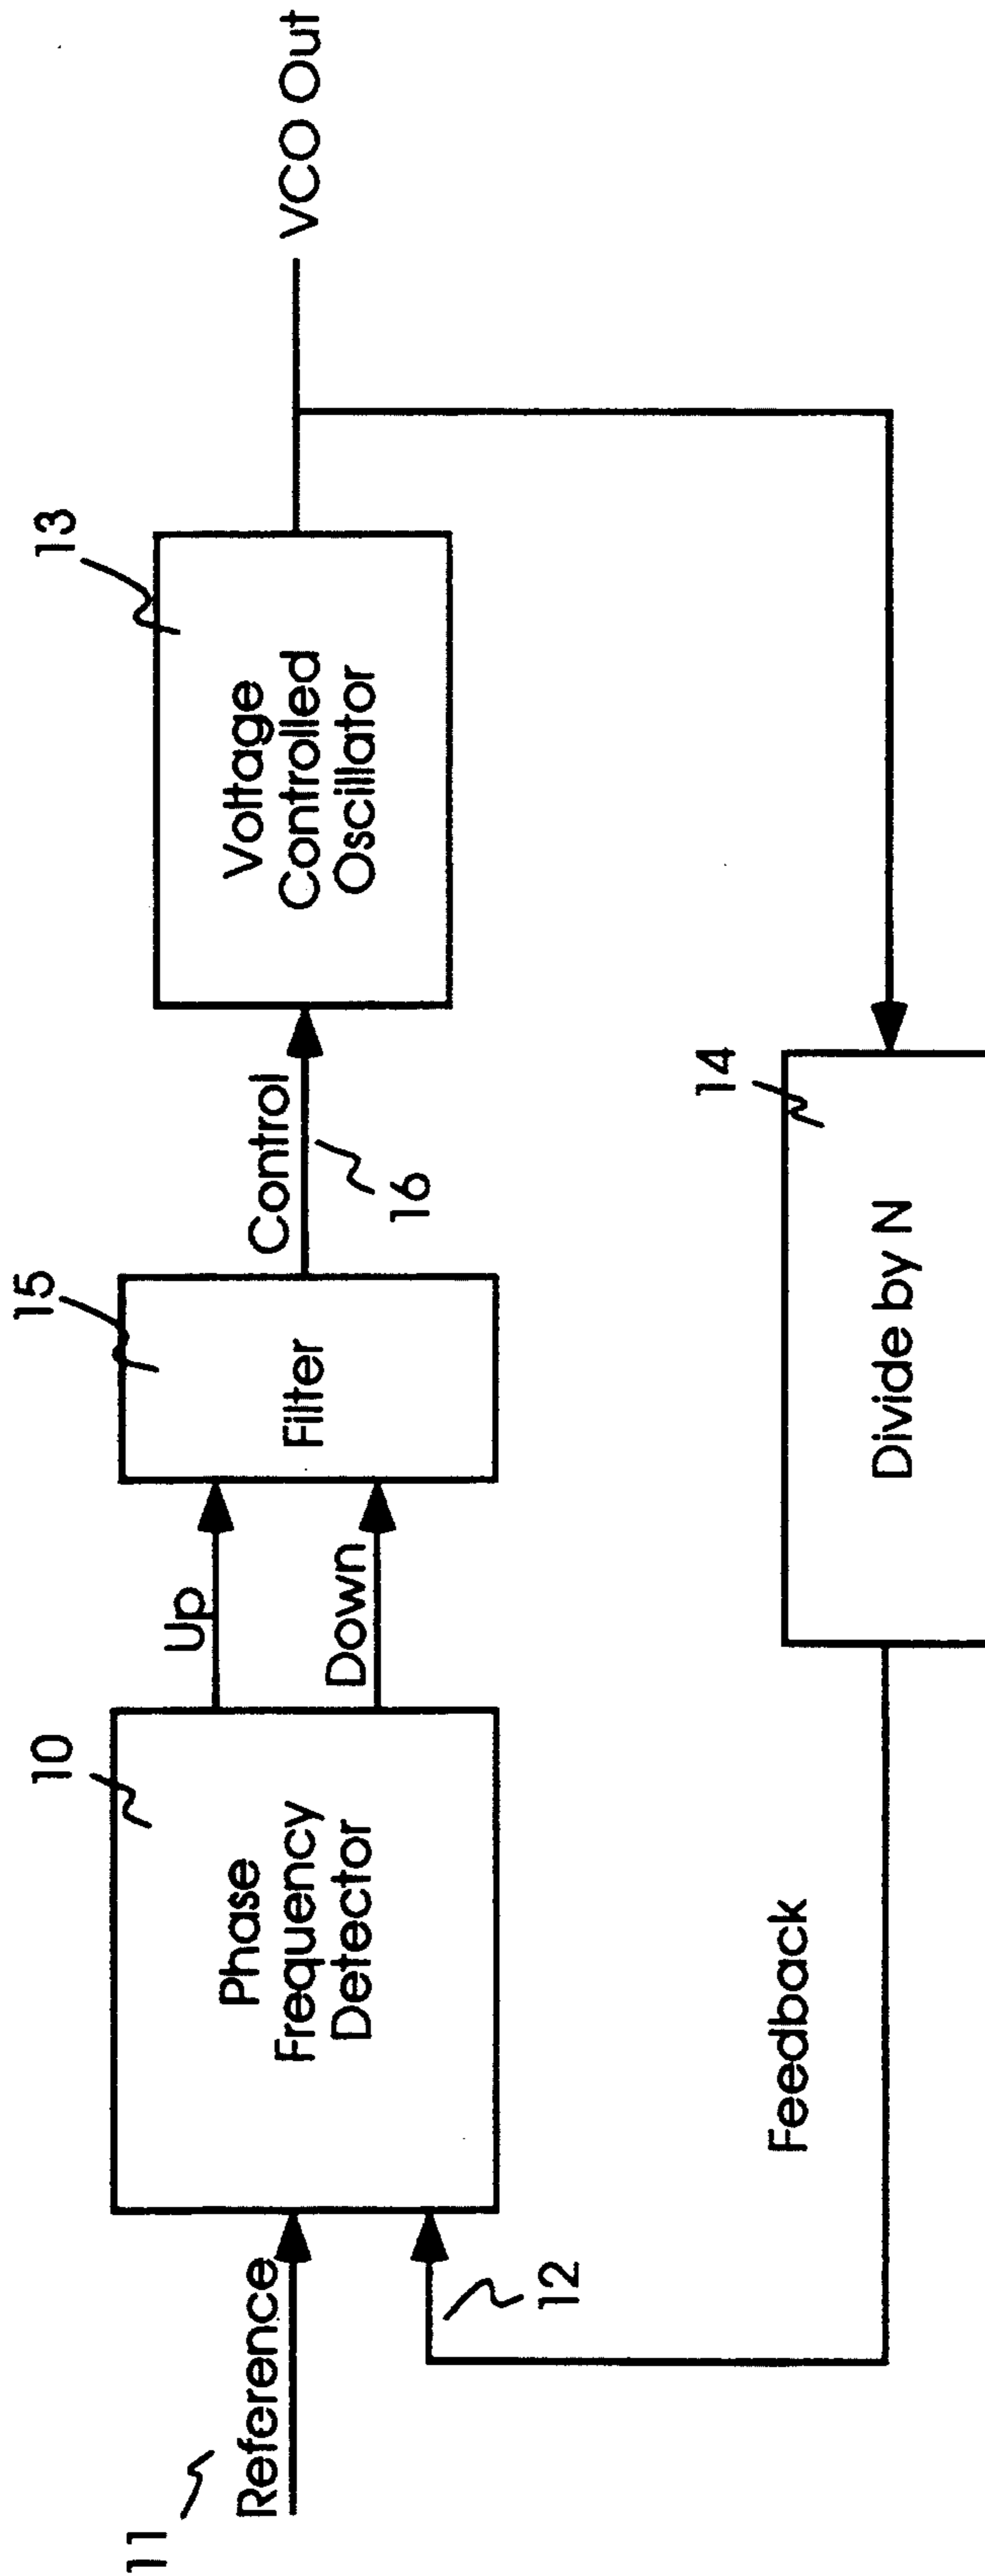 11
Reference
12
10
Phase
Frequency
Detector
Up
Down
15
Filter
Control
16
13
Voltage
Controlled
Oscillator
VCO Out
14
Divide by N
Feedback